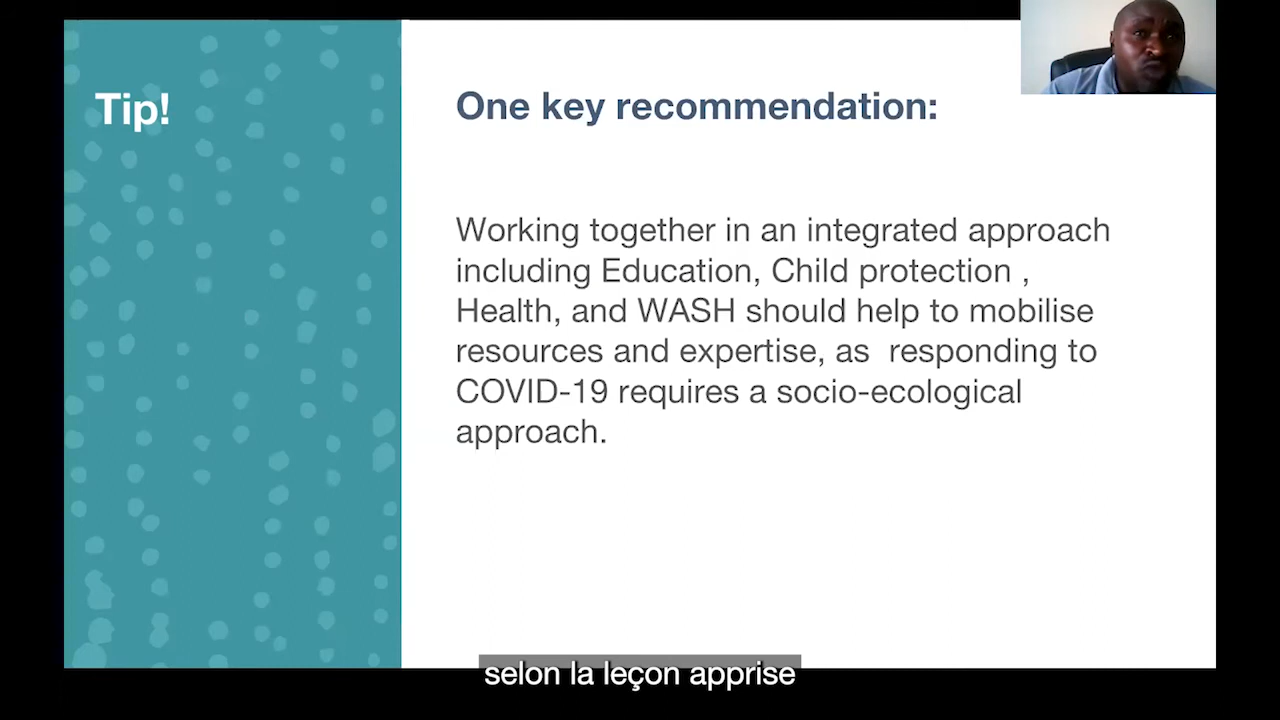 Tip!
One key recommendation:
Working together in an integrated approach
including Education, Child protection ,
Health, and WASH should help to mobilise
resources and expertise, as  responding to
COVID-19 requires a socio-ecological
approach.
selon la leçon apprise